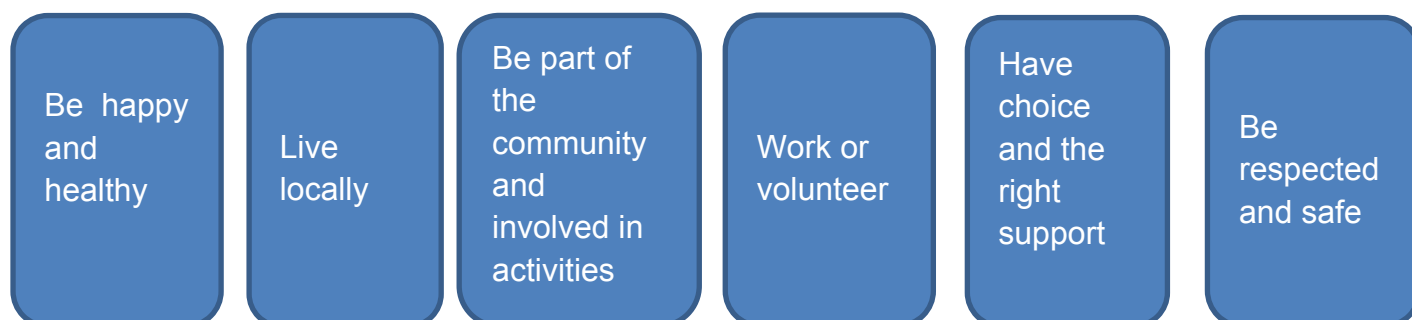 Be  happy
and
healthy
Live
locally
Be part of
the
community
and
involved in
activities
Work or
volunteer
Have
choice
and the
right
support
Be
respected
and safe